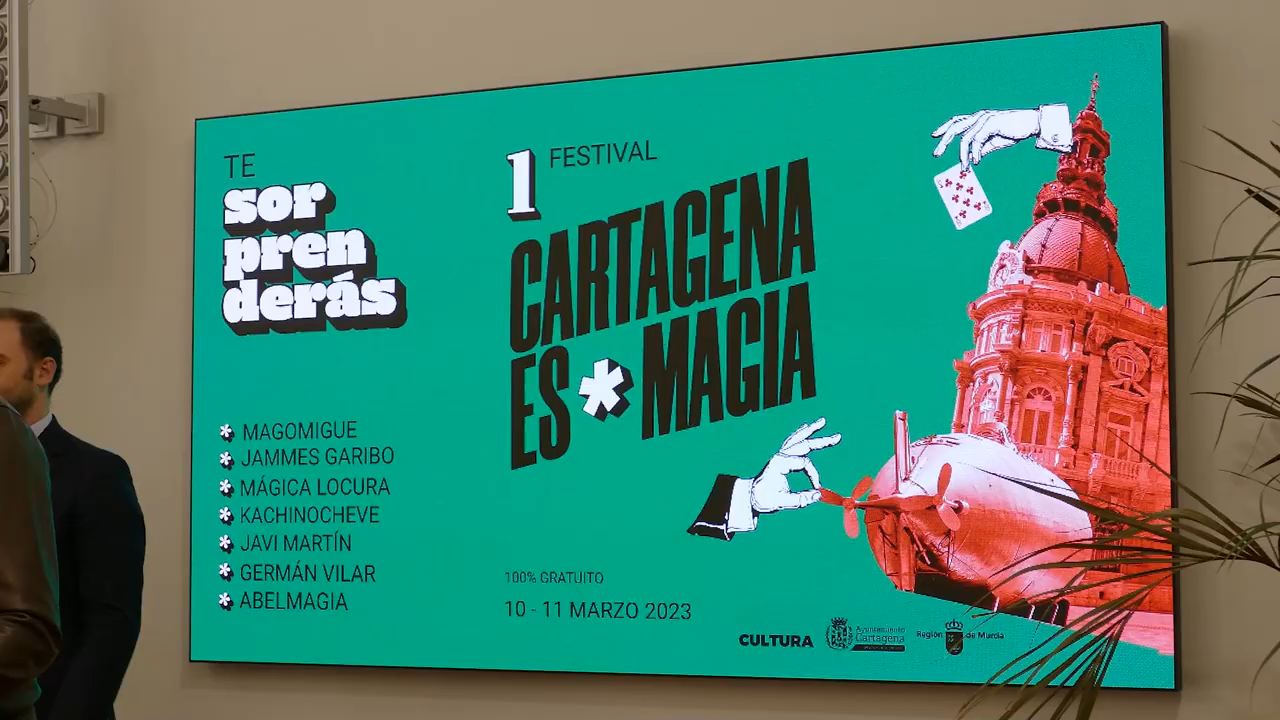 TE
sor
pren
derás
MAGOMIGUE
JAMMES GARIBO
MÁGICA LOCURA
KACHINOCHEVE
JAVI MARTÍN
GERMÁN VILAR
ABELMAGIA
1 FESTIVAL
CARTAGENA
ES * MAGIA
100% GRATUITO
10 - 11 MARZO 2023
CULTURA
Ayuntamiento
Cartagena
Región de Murcia